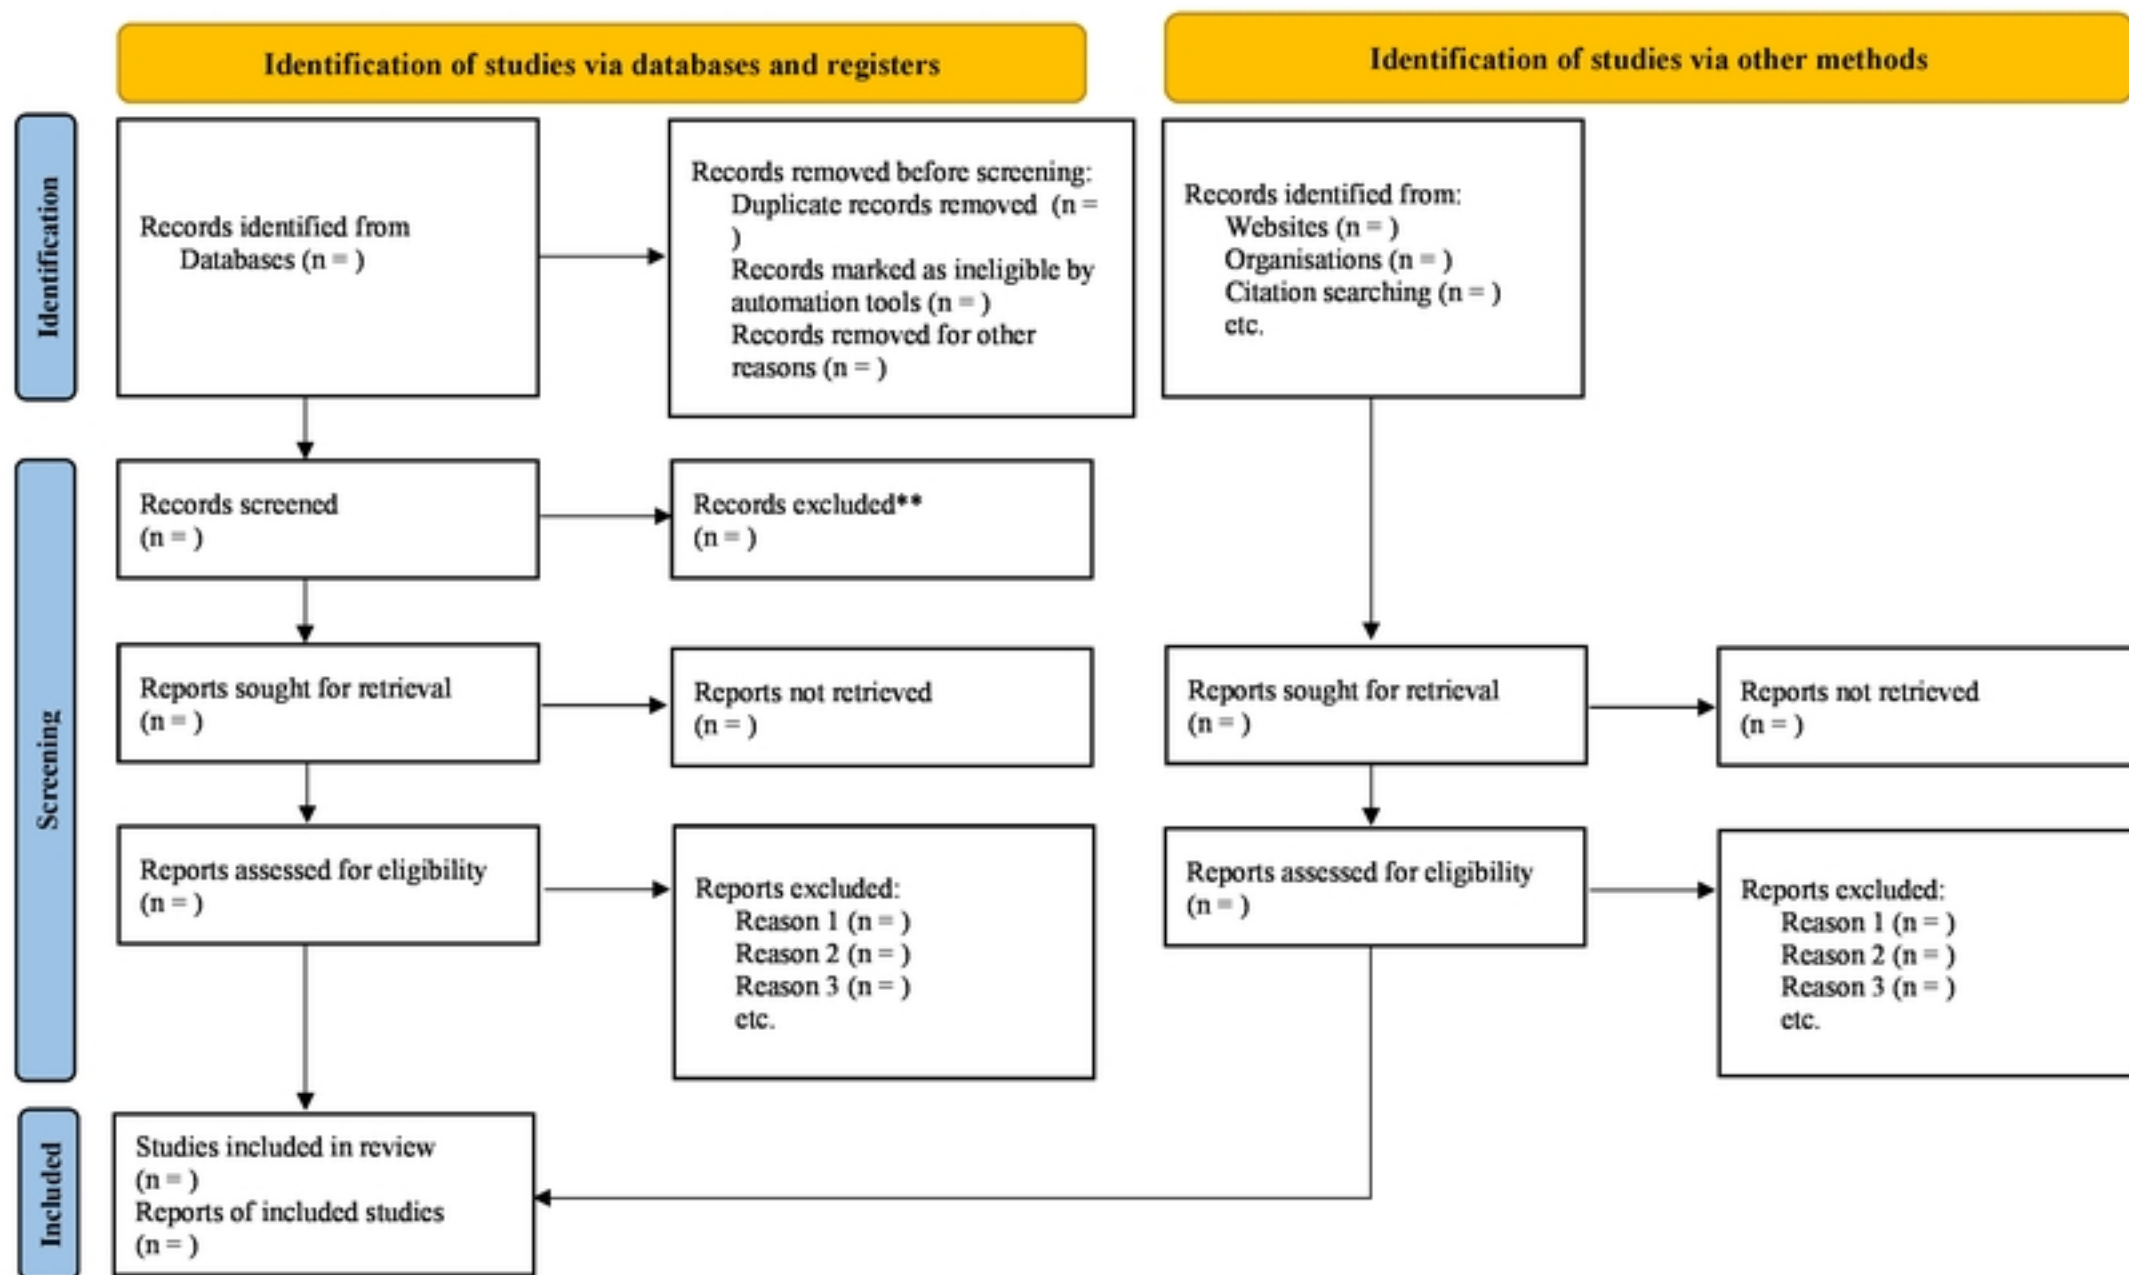 Identification of studies via databases and registers
Identification of studies via other methods
Identification
Records identified from
Databases (n = )
Records removed before screening:
Duplicate records removed  (n =
)
Records marked as ineligible by
automation tools (n = )
Records removed for other
reasons (n = )
Records identified from:
Websites (n = )
Organisations (n = )
Citation searching (n = )
etc.
Screening
Records screened
(n = )
Records excluded**
(n = )
Reports sought for retrieval
(n = )
Reports not retrieved
(n = )
Reports sought for retrieval
(n = )
Reports not retrieved
(n = )
Reports assessed for eligibility
(n = )
Reports excluded:
Reason 1 (n = )
Reason 2 (n = )
Reason 3 (n = )
etc.
Reports assessed for eligibility
(n = )
Reports excluded:
Reason 1 (n = )
Reason 2 (n = )
Reason 3 (n = )
etc.
Included
Studies included in review
(n = )
Reports of included studies
(n = )